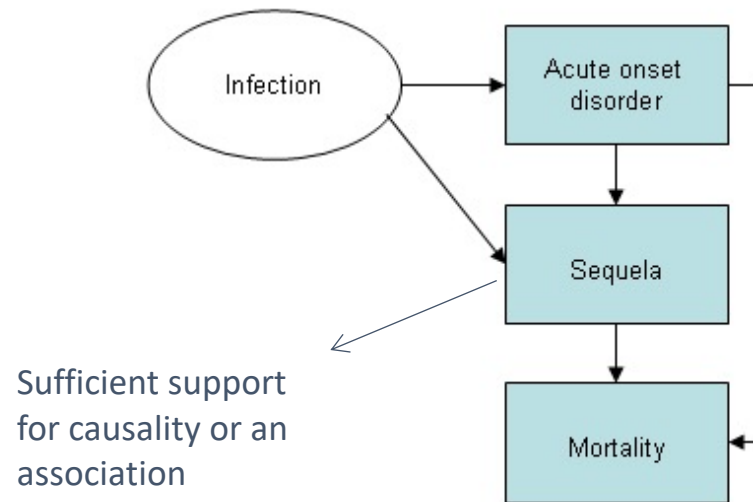 Infection
Acute onset
disorder
Sequela
Sufficient support
for causality or an
association
Mortality